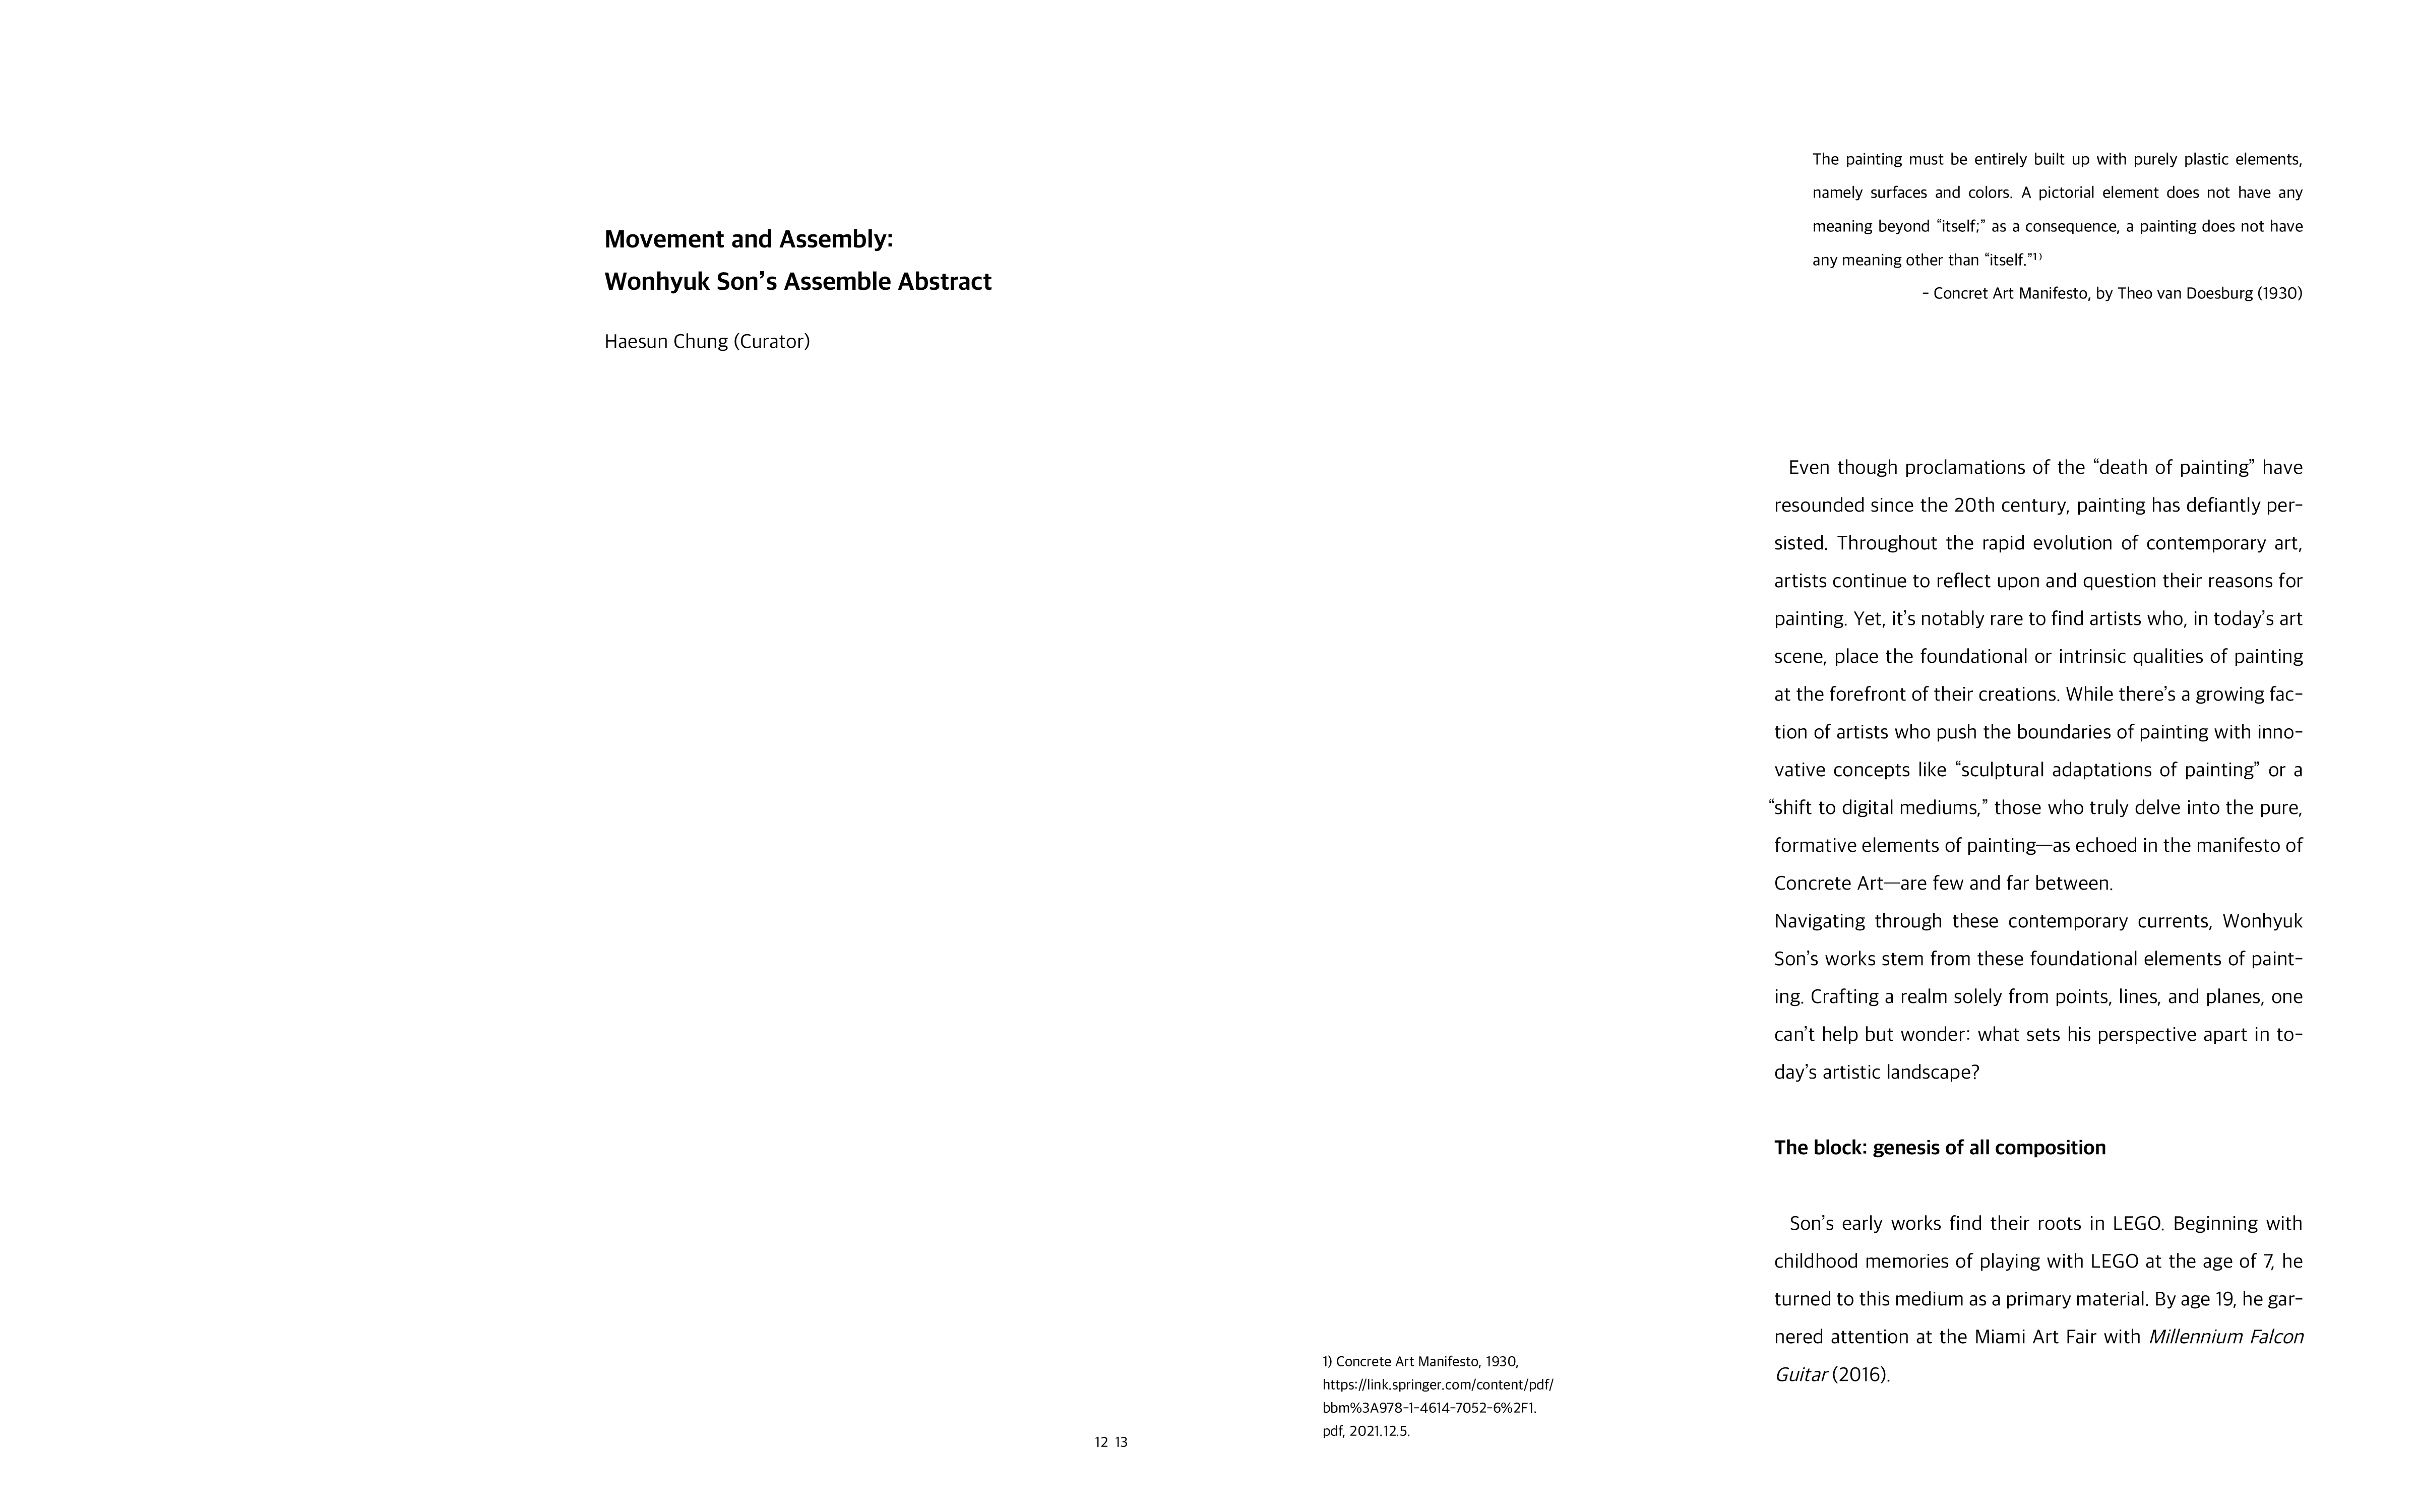 Movement and Assembly:
Wonhyuk Son’s Assemble Abstract
Haesun Chung (Curator)
12 13
The painting must be entirely built up with purely plastic elements,
namely surfaces and colors. A pictorial element does not have any
meaning beyond “itself;” as a consequence, a painting does not have
any meaning other than “itself.”¹⁾
- Concret Art Manifesto, by Theo van Doesburg (1930)
Even though proclamations of the “death of painting” have
resounded since the 20th century, painting has defiantly per-
sisted. Throughout the rapid evolution of contemporary art,
artists continue to reflect upon and question their reasons for
painting. Yet, it’s notably rare to find artists who, in today’s art
scene, place the foundational or intrinsic qualities of painting
at the forefront of their creations. While there’s a growing fac-
tion of artists who push the boundaries of painting with inno-
vative concepts like “sculptural adaptations of painting” or a
“shift to digital mediums,” those who truly delve into the pure,
formative elements of painting—as echoed in the manifesto of
Concrete Art—are few and far between.
Navigating through these contemporary currents, Wonhyuk
Son’s works stem from these foundational elements of paint-
ing. Crafting a realm solely from points, lines, and planes, one
can’t help but wonder: what sets his perspective apart in to-
day’s artistic landscape?
The block: genesis of all composition
Son’s early works find their roots in LEGO. Beginning with
childhood memories of playing with LEGO at the age of 7, he
turned to this medium as a primary material. By age 19, he gar-
nered attention at the Miami Art Fair with Millennium Falcon
Guitar (2016).
1) Concrete Art Manifesto, 1930,
https://link.springer.com/content/pdf/
bbm%3A978-1-4614-7052-6%2F1.
pdf, 2021.12.5.